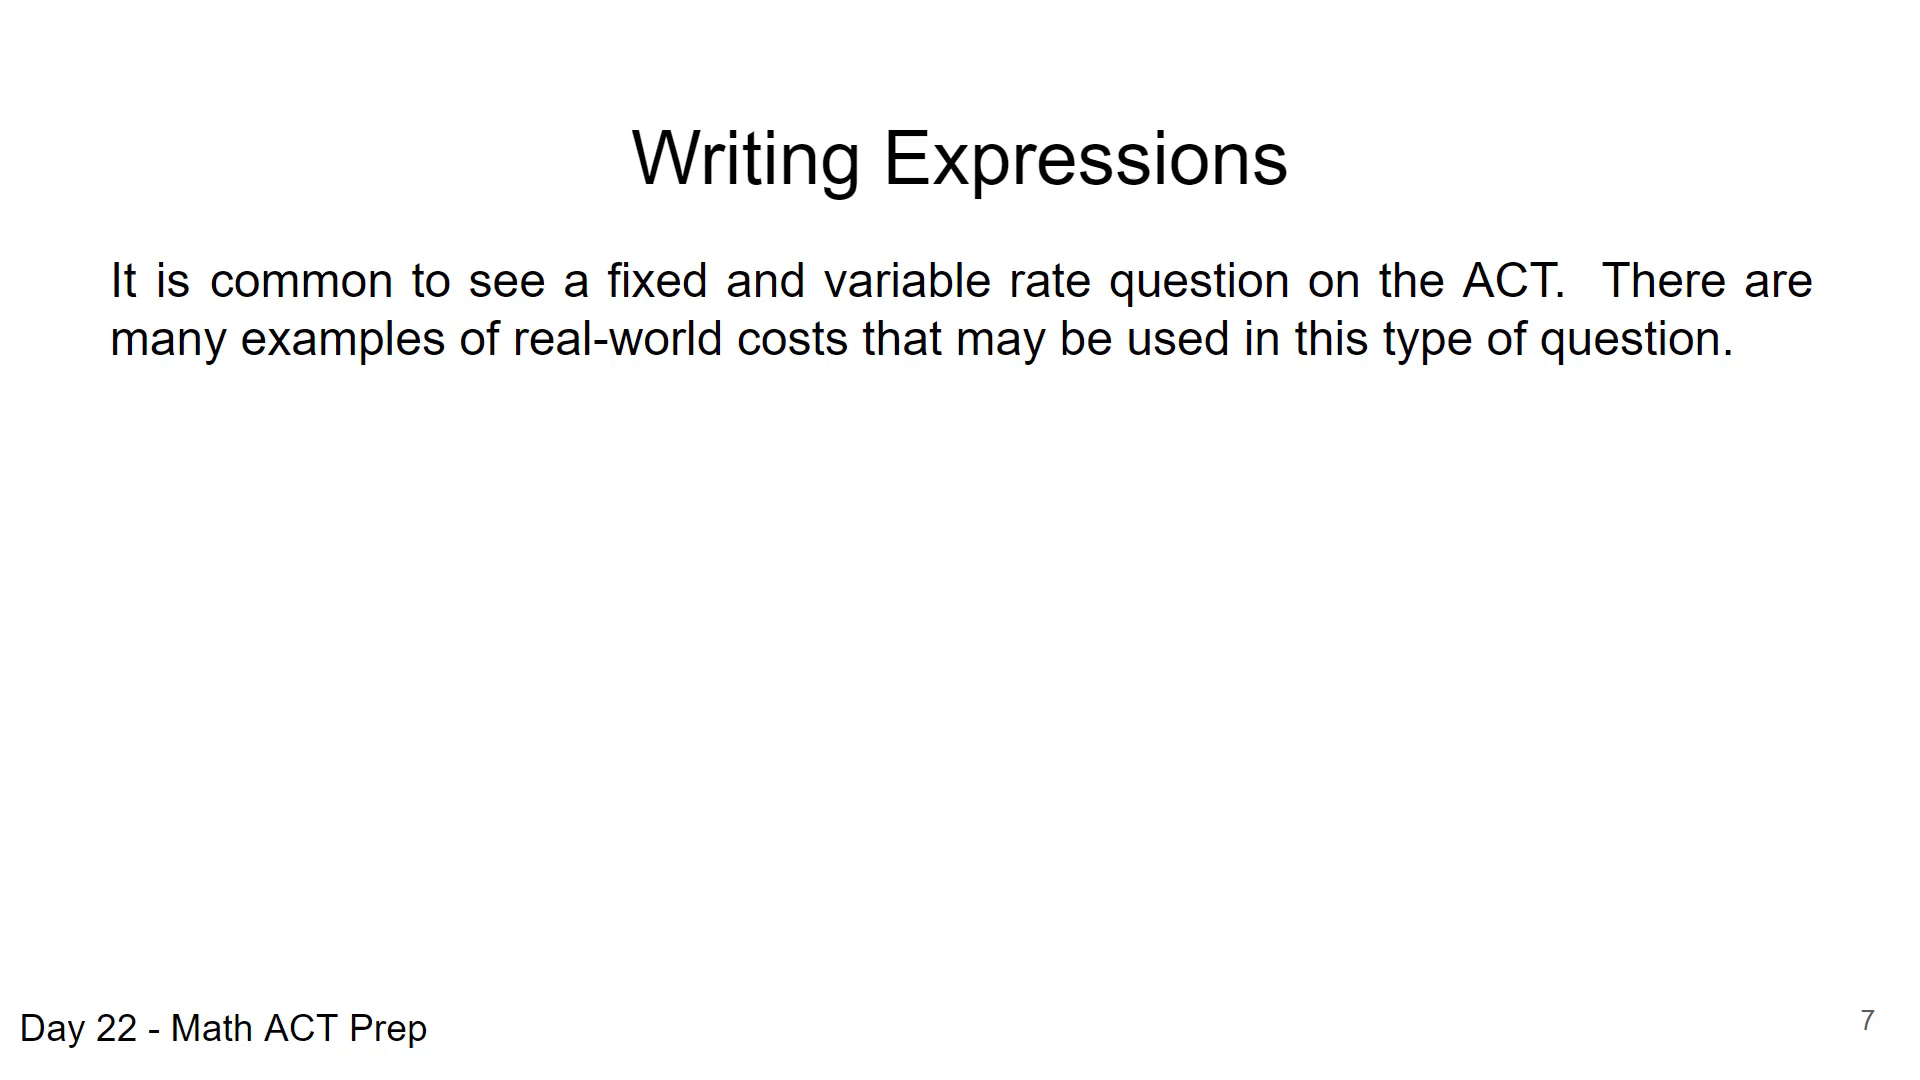 Writing Expressions
It is common to see a fixed and variable rate question on the ACT.  There are
many examples of real-world costs that may be used in this type of question.
Day 22 - Math ACT Prep
7